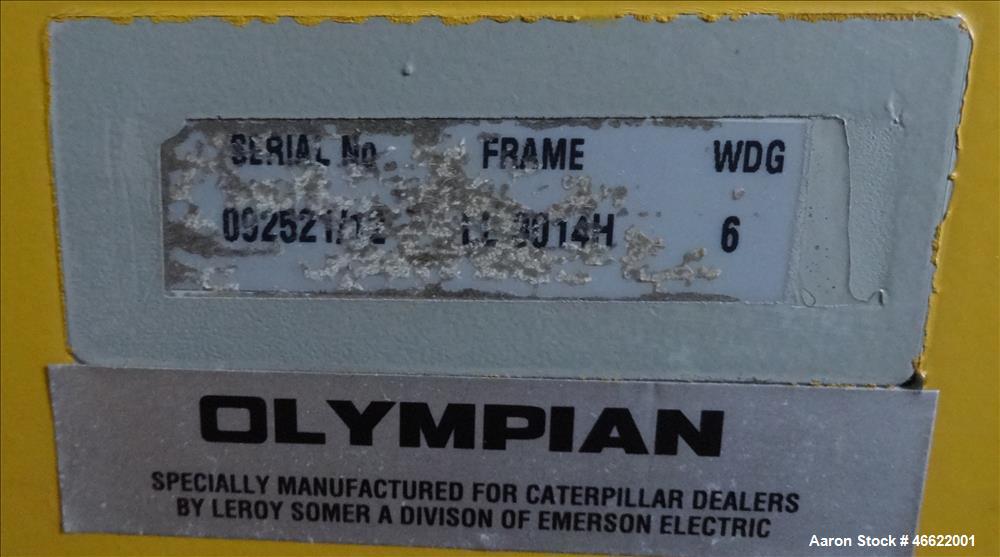 SERIAL No FRAME WDG
6
OLYMPIAN
SPECIALLY MANUFACTURED FOR CATERPILLAR DEALERS
BY LEROY SOMER A DIVISON OF EMERSON ELECTRIC
Aaron Stock # 46622001